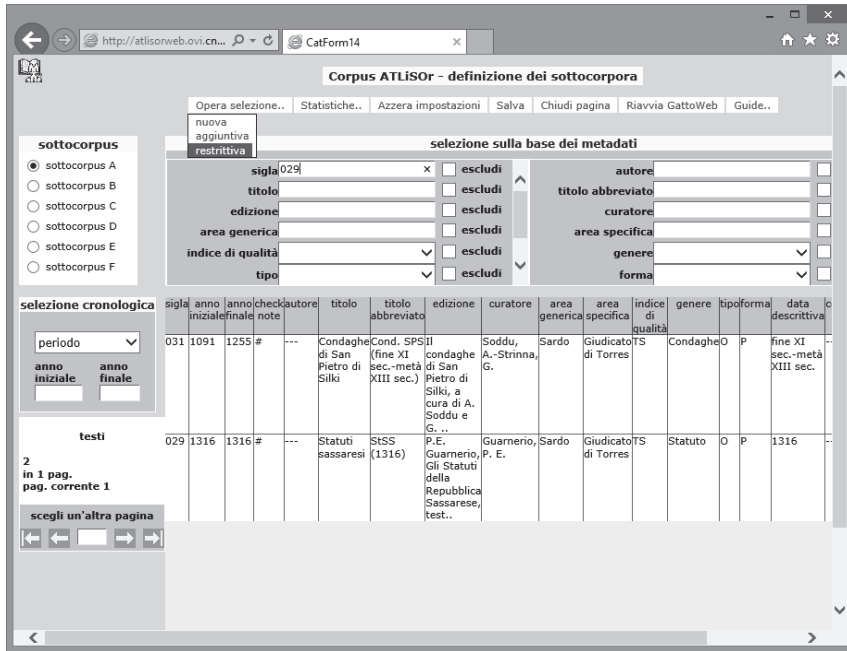 http://atlisorweb.ovi.cn...
CatForm14
Corpus ATLiSOr - definizione dei sottocorpora
Opera selezione.. Statistiche.. Azzera impostazioni Salva Chiudi pagina Riavvia GattoWeb Guide..
nuova
aggiuntiva
restrittiva
sottocorpus
sottocorpus A
sottocorpus B
sottocorpus C
sottocorpus D
sottocorpus E
sottocorpus F
selezione sulla base dei metadati
sigla 029 escludi autore
titolo escludi titolo abbreviato
edizione escludi curatore
area generica escludi area specifica
indice di qualità escludi genere
tipo escludi forma
selezione cronologica
periodo
anno anno
iniziale finale
testi
2
in 1 pag.
pag. corrente 1
scegli un'altra pagina
sigla anno anno check autore titolo titolo edizione curatore area area indice genere tipo forma data
iniziale finale note abbreviato generica specifica di descrittiva
qualità
031 1091 1255 # --- Condaghe Cond. SPS Il Soddu, Sardo Giudicato TS Condaghe O P fine XI
di San (fine XI condaghe A.-Strinna, di Torres sec.-metà
Pietro di sec.-metà di San G. XIII sec.
Silki XIII sec.) Pietro di
Silki, a
cura di A.
Soddu e
G. ..
029 1316 1316 # --- Statuti StSS P.E. Guarnerio, Sardo Giudicato TS Statuto O P 1316
sassaresi (1316) Guarnerio, P. E. di Torres
Gli Statuti
della
Repubblica
Sassarese,
test..